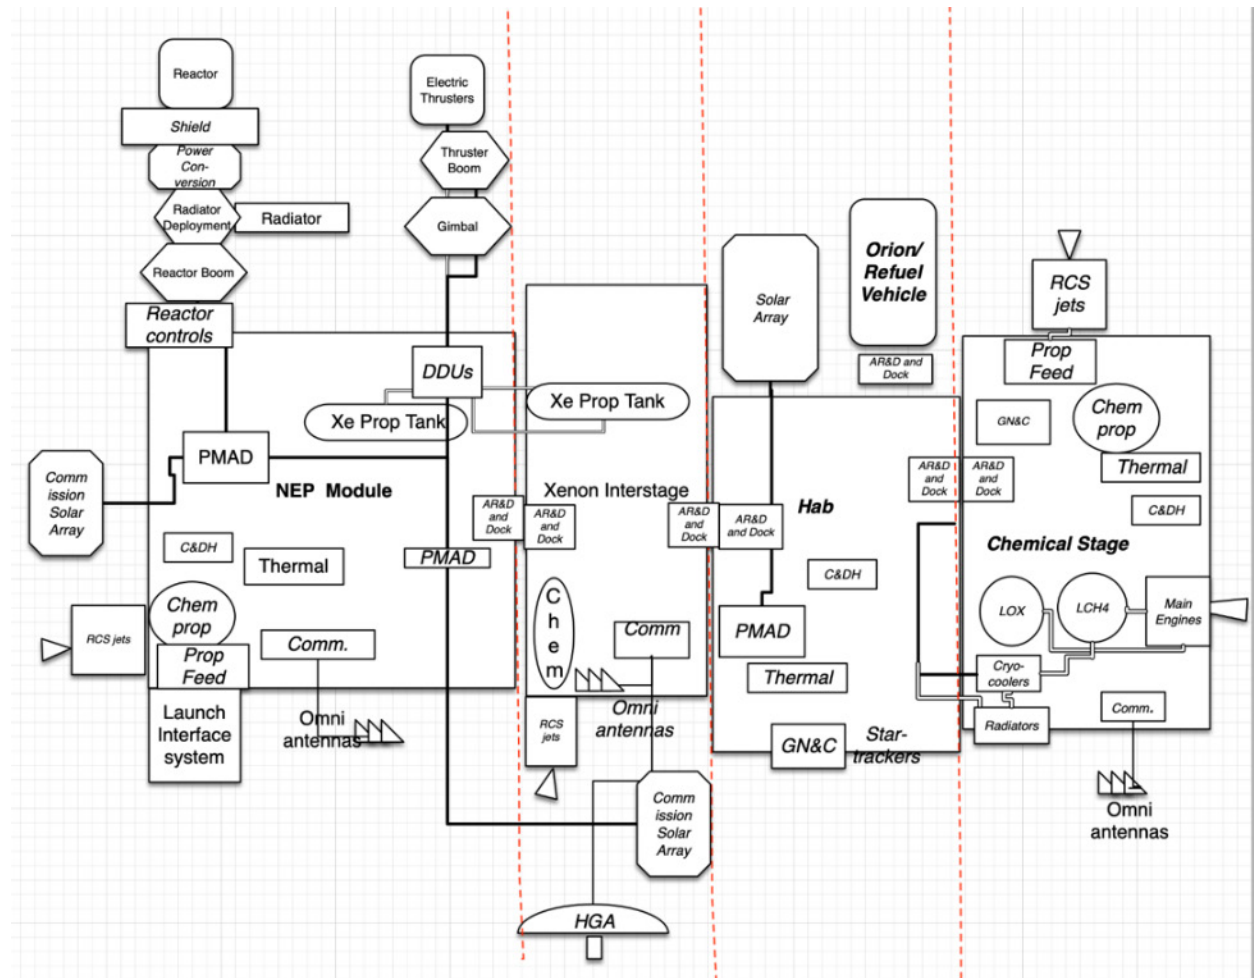 Reactor
Shield
Power
Con-
version
Radiator
Deployment
Radiator
Reactor Boom
Reactor
controls
Electric
Thrusters
Thruster
Boom
Gimbal
DDUs
Xe Prop Tank
PMAD
Comm
ission
Solar
Array
NEP Module
AR&D
and
Dock
PMAD
C&DH
Thermal
Chem
prop
RCS jets
Prop
Feed
Comm.
Launch
Interface
system
Omni
antennas
Xe Prop Tank
Xenon Interstage
AR&D
and
Dock
AR&D
and
Dock
C
h
e
m
Comm
Omni
antennas
RCS
jets
Comm
ission
Solar
Array
HGA
Solar
Array
Orion/
Refuel
Vehicle
AR&D and
Dock
AR&D
and
Dock
AR&D
and Dock
Hab
C&DH
PMAD
Thermal
GN&C
Star-
trackers
RCS
jets
Prop
Feed
GN&C
Chem
prop
Thermal
AR&D
and
Dock
C&DH
Chemical Stage
LOX
LCH4
Main
Engines
Cryo-
coolers
Radiators
Comm.
Omni
antennas